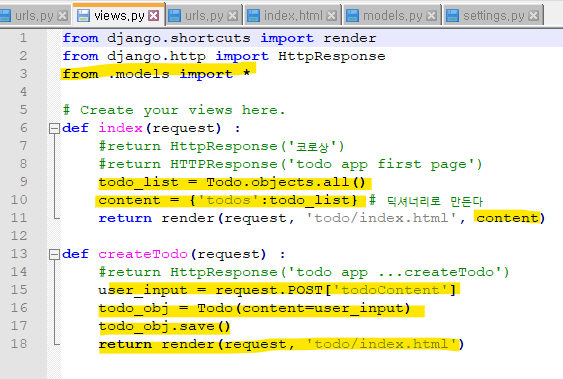 urls.py views.py urls.py index.html models.py settings.py
1 from django.shortcuts import render
2 from django.http import HttpResponse
3 from .models import *
4
5 # Create your views here.
6 def index(request) :
7 #return HttpResponse('코로상')
8 #return HTTPResponse('todo app first page')
9 todo_list = Todo.objects.all()
10 content = {'todos':todo_list} # 딕셔너리로 만든다
11 return render(request, 'todo/index.html', content)
12
13 def createTodo(request) :
14 #return HttpResponse('todo app ...createTodo')
15 user_input = request.POST['todoContent']
16 todo_obj = Todo(content=user_input)
17 todo_obj.save()
18 return render(request, 'todo/index.html')